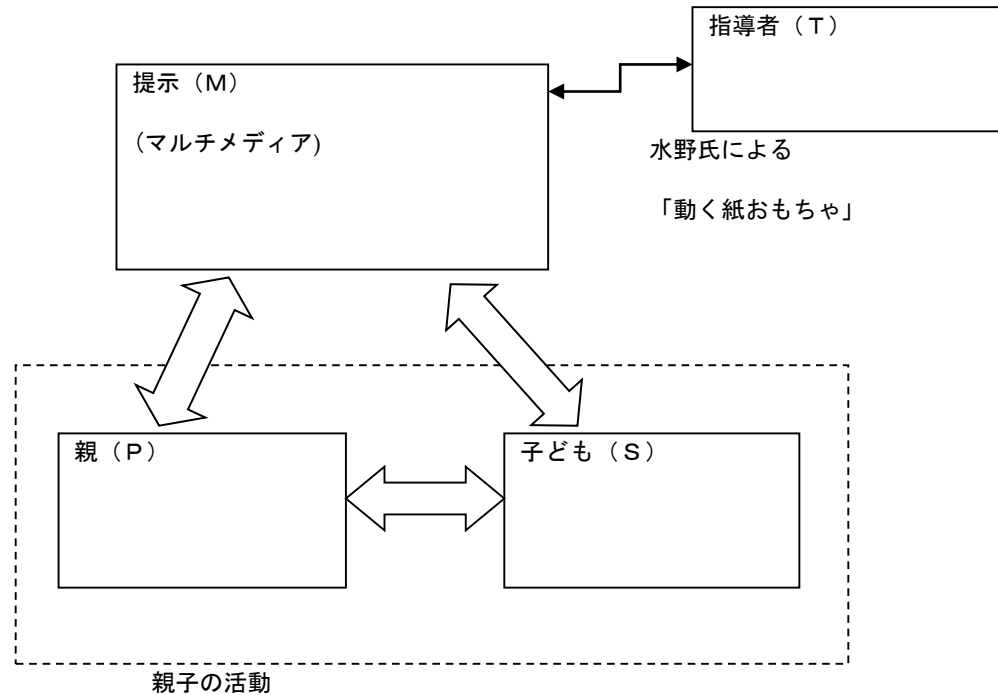 指導者（Ｔ）
提示（Ｍ）
（マルチメディア)
水野氏による
「動く紙おもちゃ」
親（Ｐ）
子ども（Ｓ）
親子の活動